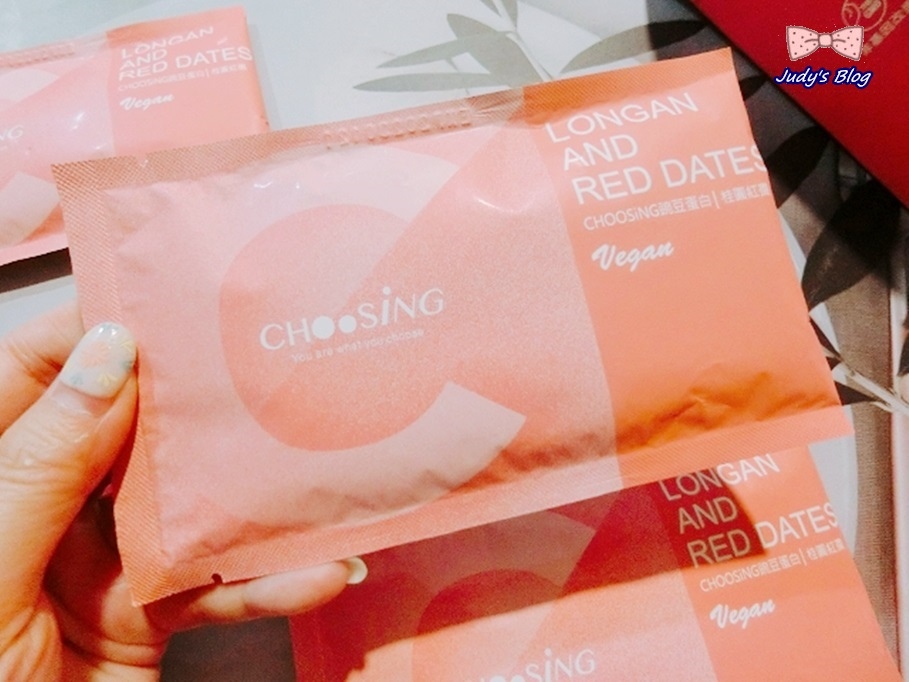 LONGAN
AND
RED DATES
CHOOSiNG豌豆蛋白|桂圓紅棗
Vegan
NG
Judy's Blog
LONGAN
AND
RED DATES
CHOOSiNG豌豆蛋白|桂圓紅棗
Vegan
CHOOSiNG
You are what you choose
LONGAN
AND
RED DATES
CHOOSiNG豌豆蛋白|桂圓紅棗
Vegan
CHOOSiNG